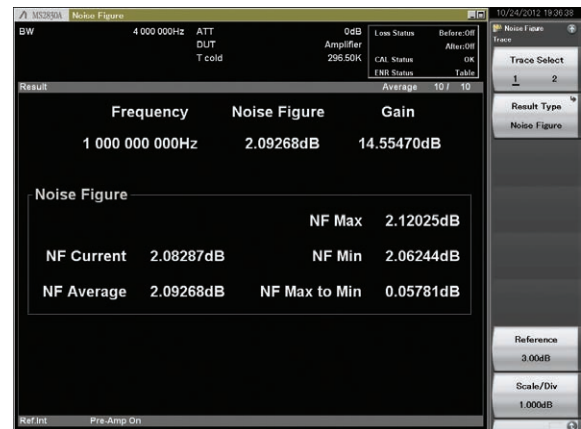 MS2830A Noise Figure
10/24/2012 19:36:38
BW 4 000 000Hz ATT 0dB
DUT Amplifier
T cold 296.50K
Loss Status Before:Off
After:Off
CAL Status OK
ENR Status Table
Result Average 10 / 10
Frequency Noise Figure Gain
1 000 000 000Hz 2.09268dB 14.55470dB
Noise Figure
NF Max 2.12025dB
NF Current 2.08287dB NF Min 2.06244dB
NF Average 2.09268dB NF Max to Min 0.05781dB
Ref.Int Pre-Amp On
Noise Figure
Trace
Trace Select
1 2
Result Type
Noise Figure
Reference
3.00dB
Scale/Div
1.000dB